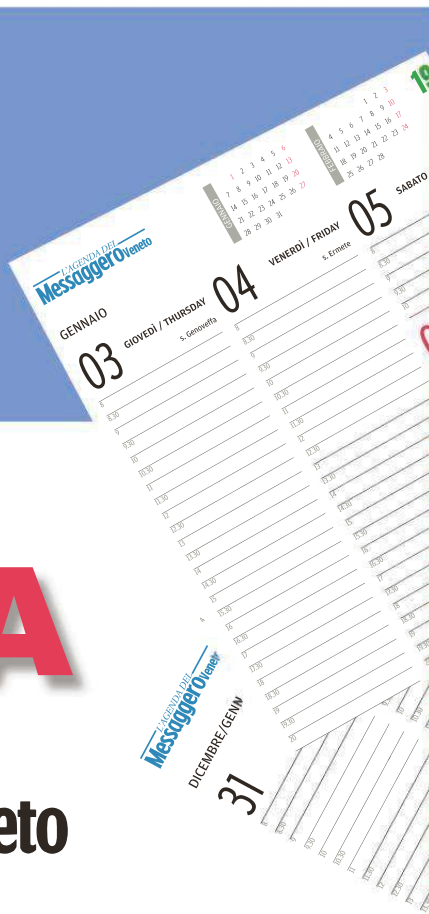 19
GENNAIO
1 2 3 4 5 6
7 8 9 10 11 12 13
14 15 16 17 18 19 20
21 22 23 24 25 26 27
28 29 30 31
FEBBRAIO
1 2 3
4 5 6 7 8 9 10
11 12 13 14 15 16 17
18 19 20 21 22 23 24
25 26 27 28
L'AGENDA DEL
MessaggeroVeneto
GENNAIO
03 GIOVEDÌ / THURSDAY
S. Genoveffa
04 VENERDÌ / FRIDAY
S. Ermete
05 SABATO
8
8.30
9
9.30
10
10.30
11
11.30
12
12.30
13
13.30
14
14.30
15
15.30
16
16.30
17
17.30
18
18.30
19
19.30
20
A
eto
L'AGENDA DEL
MessaggeroVenet
DICEMBRE/GENN
31